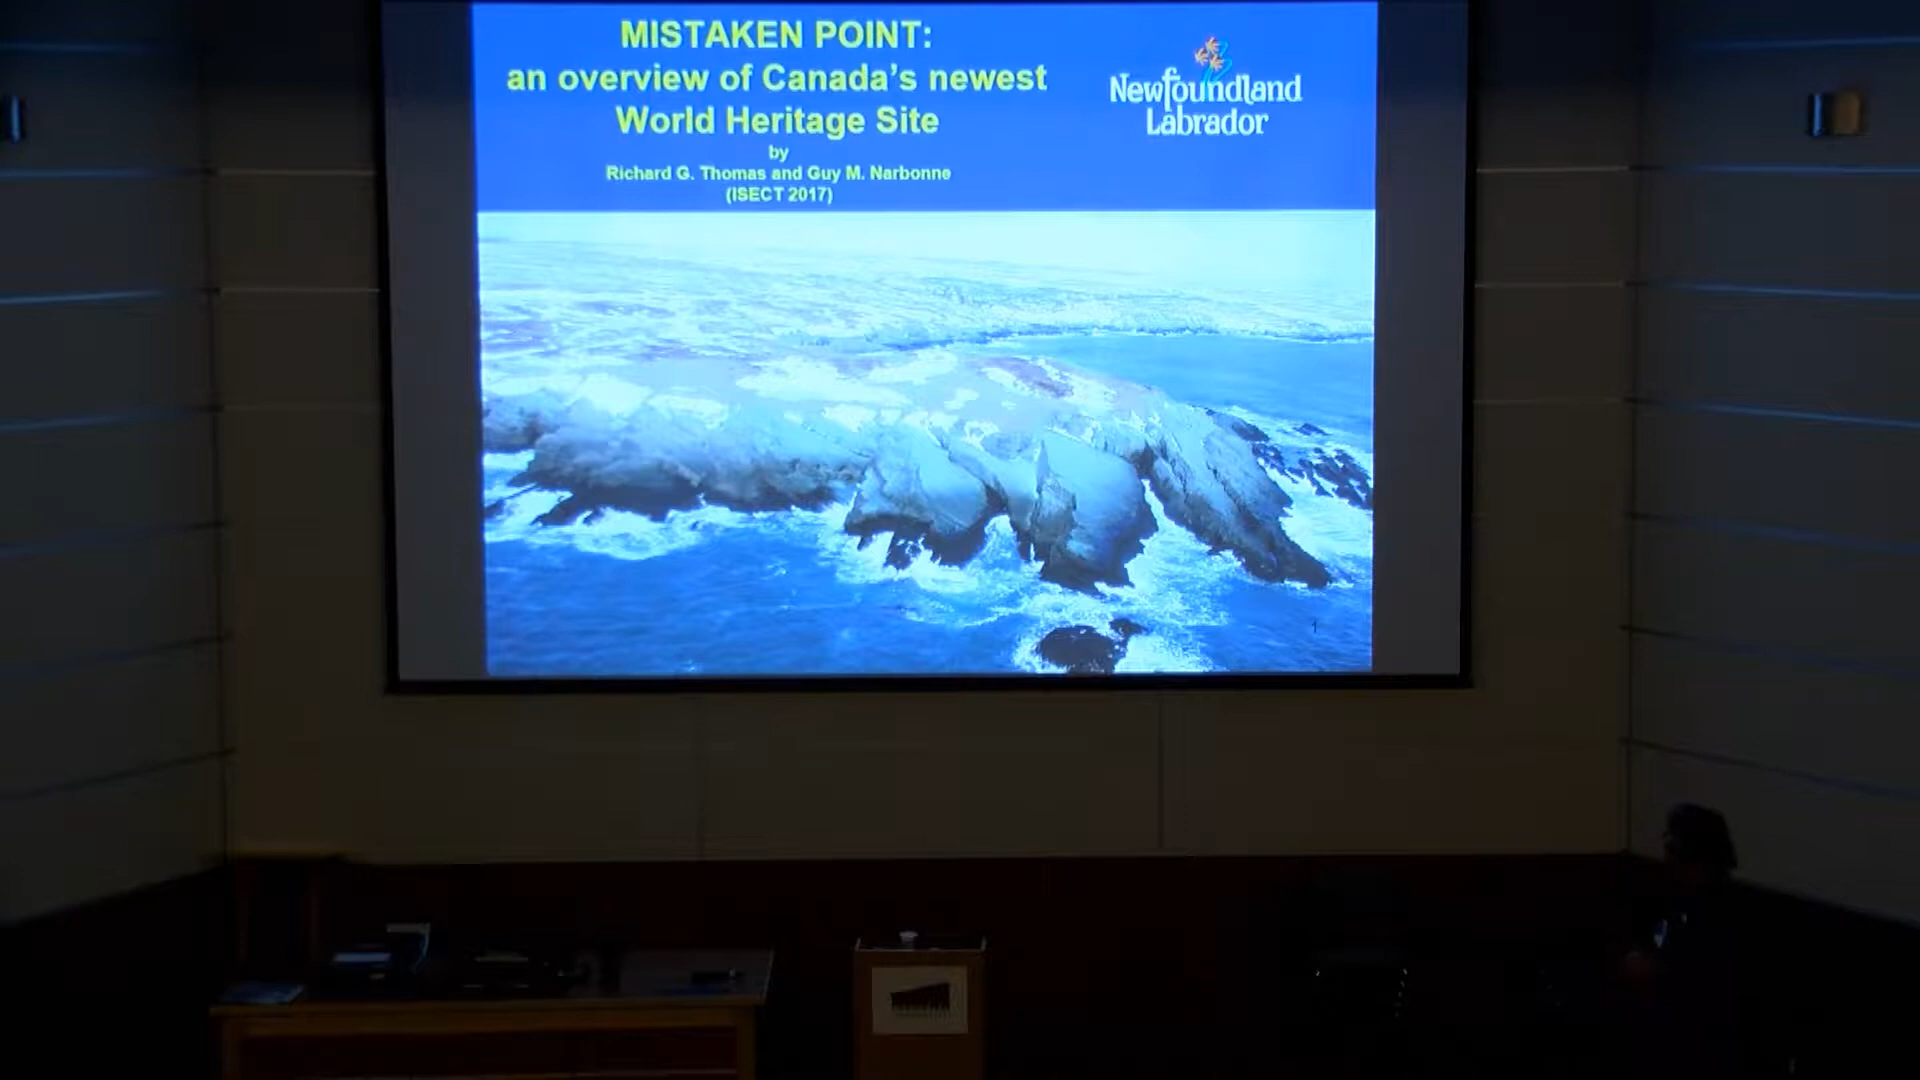 MISTAKEN POINT:
an overview of Canada's newest
World Heritage Site
by
Richard G. Thomas and Guy M. Narbonne
(ISECT 2017)
Newfoundland
Labrador
1